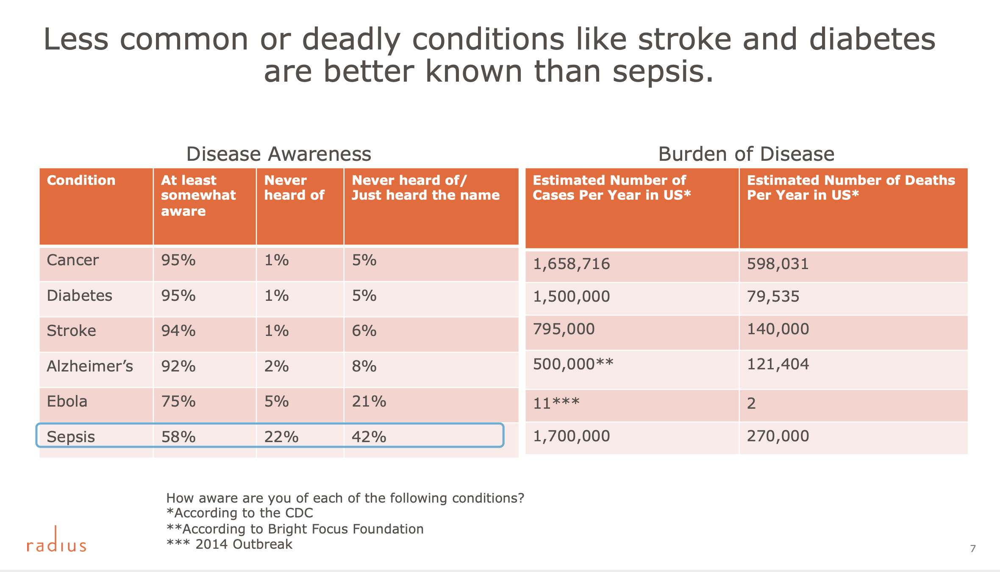 Less common or deadly conditions like stroke and diabetes
are better known than sepsis.
Disease Awareness
Condition
At least
somewhat
aware
Never
heard of
Never heard of/
Just heard the name
Cancer 95% 1% 5%
Diabetes 95% 1% 5%
Stroke 94% 1% 6%
Alzheimer’s 92% 2% 8%
Ebola 75% 5% 21%
Sepsis 58% 22% 42%
Burden of Disease
Estimated Number of
Cases Per Year in US*
Estimated Number of Deaths
Per Year in US*
1,658,716 598,031
1,500,000 79,535
795,000 140,000
500,000** 121,404
11*** 2
1,700,000 270,000
How aware are you of each of the following conditions?
*According to the CDC
**According to Bright Focus Foundation
*** 2014 Outbreak
radius
7